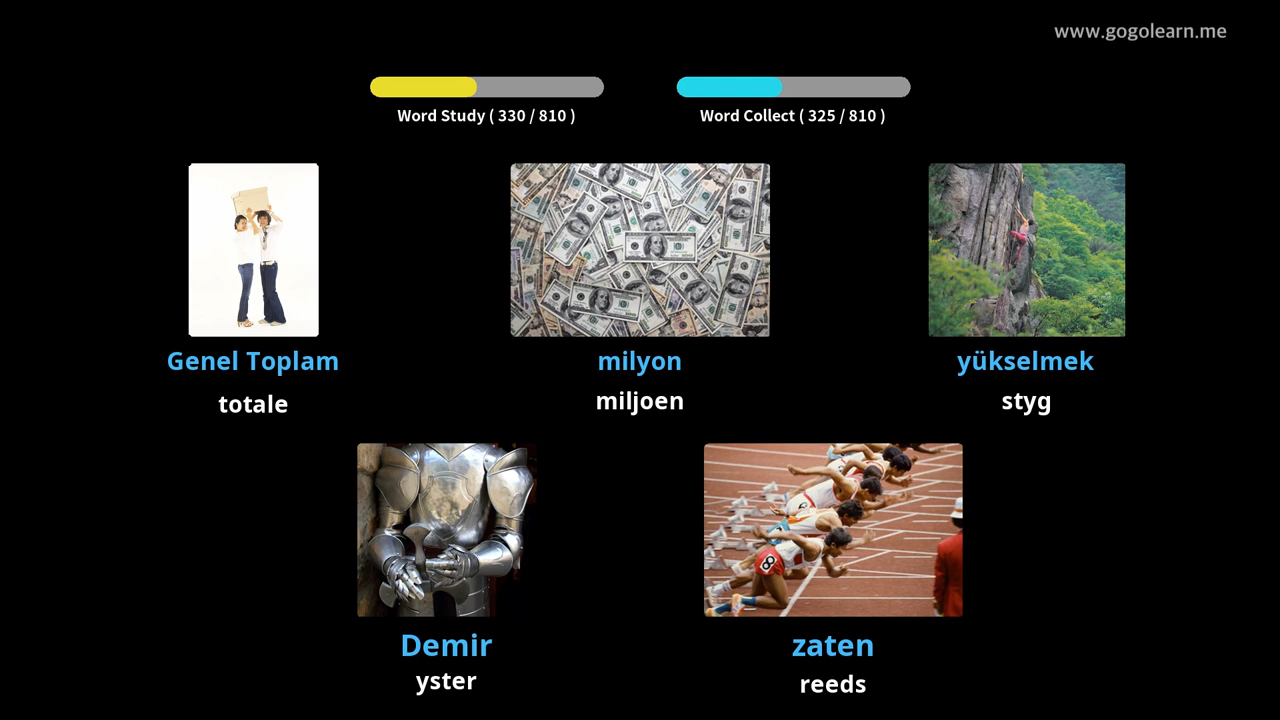 www.gogolearn.me
Word Study ( 330 / 810 )
Word Collect ( 325 / 810 )
Genel Toplam
totale
milyon
miljoen
yükselmek
styg
Demir
yster
zaten
reeds